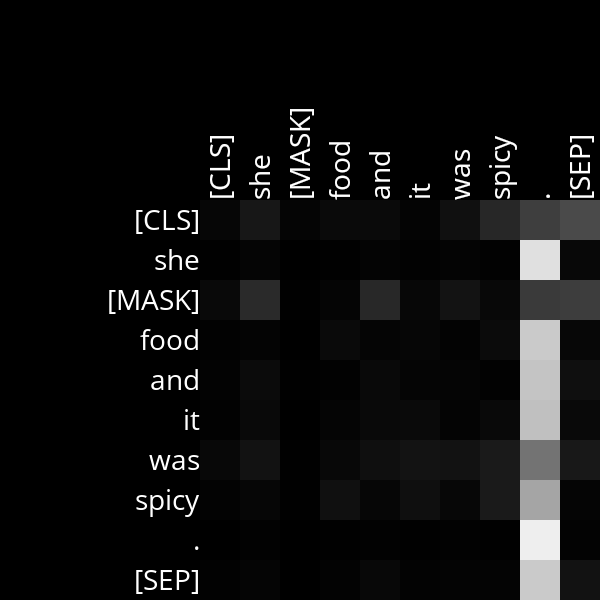 [CLS] she [MASK] food and it was spicy . [SEP]
[CLS]
she
[MASK]
food
and
it
was
spicy
.
[SEP]